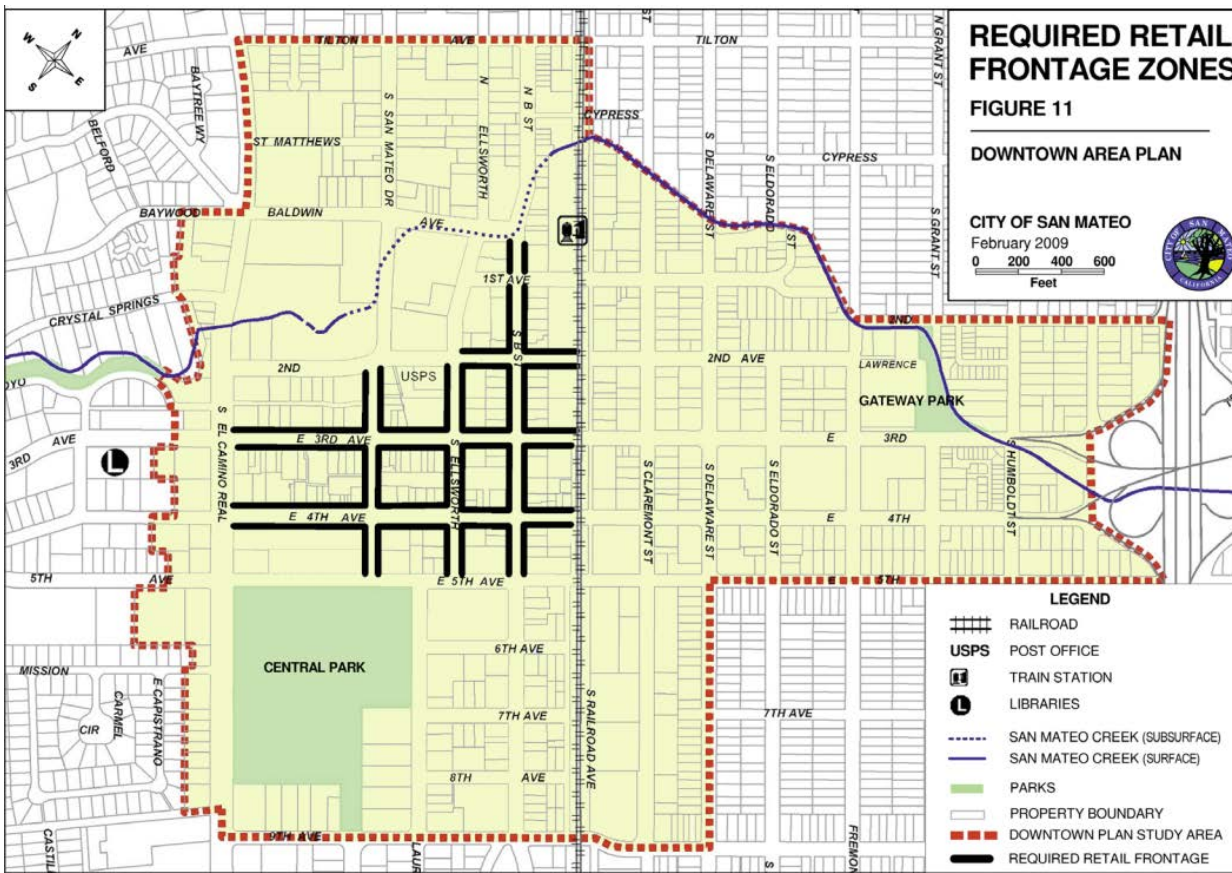 W
N
S
E
REQUIRED RETAIL
FRONTAGE ZONES
FIGURE 11
DOWNTOWN AREA PLAN
CITY OF SAN MATEO
February 2009
0 200 400 600
Feet
AVE
TILTON AVE
ST
TILTON
N GRANT ST
BAYTREE WY
BELFORD
S SAN MATEO DR
N
ELLSWORTH
N B ST
CYPRESS
ST MATTHEWS
S DELAWARE ST
S ELDORADO ST
CYPRESS
BAYWOOD
BALDWIN AVE
S GRANT ST
1ST AVE
CRYSTAL SPRINGS
2ND
S B ST
2ND
USPS
2ND AVE
LAWRENCE
GATEWAY PARK
AVE
3RD
L
S EL CAMINO REAL
E 3RD AVE
S ELLSWORTH
E 3RD
S CLAREMONT ST
S DELAWARE ST
S ELDORADO ST
S HUMBOLDT ST
E 4TH AVE
E 4TH
5TH AVE
E 5TH AVE
E 5TH
CENTRAL PARK
6TH AVE
MISSION
CIR
CARMEL
E CAPISTRANO
S RAILROAD AVE
7TH AVE
7TH AVE
8TH AVE
9TH AVE
CASTIL
LAUR
S
FREMON
LEGEND
RAILROAD
USPS POST OFFICE
TRAIN STATION
L LIBRARIES
SAN MATEO CREEK (SUBSURFACE)
SAN MATEO CREEK (SURFACE)
PARKS
PROPERTY BOUNDARY
DOWNTOWN PLAN STUDY AREA
REQUIRED RETAIL FRONTAGE